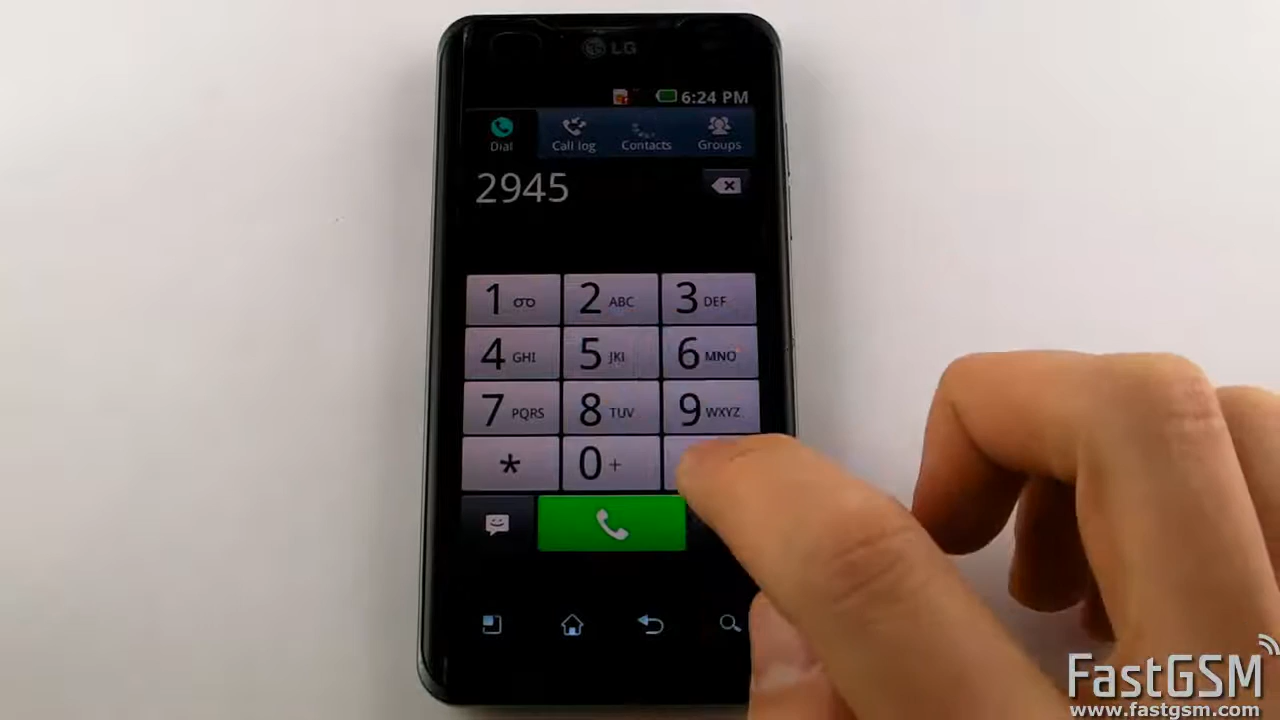 LG
6:24 PM
Dial Call log Contacts Groups
2945
1 2 ABC 3 DEF
4 GHI 5 JKL 6 MNO
7 PQRS 8 TUV 9 WXYZ
* 0 +
FastGSM
www.fastgsm.com